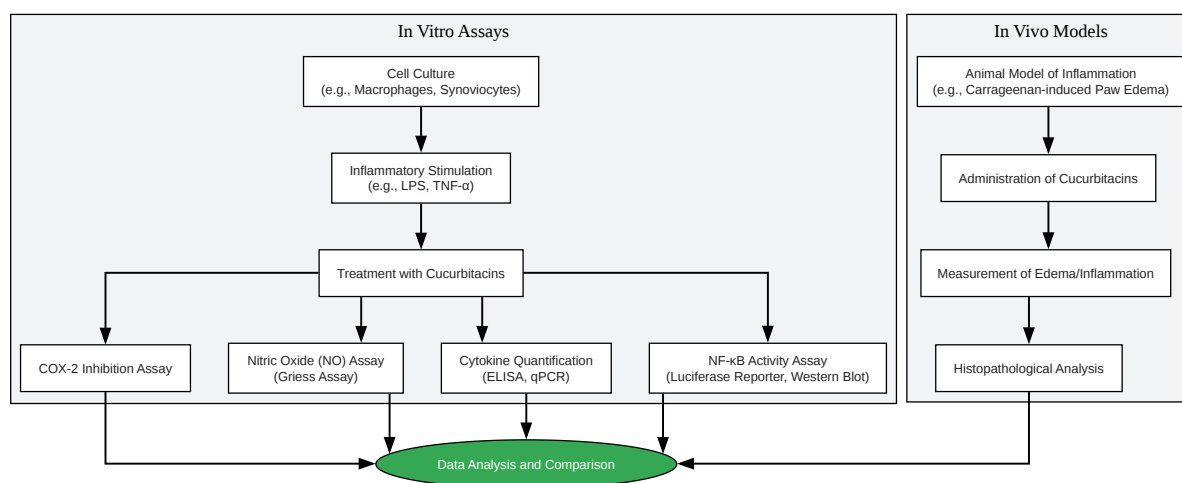 In Vitro Assays
Cell Culture
(e.g., Macrophages, Synoviocytes)
Inflammatory Stimulation
(e.g., LPS, TNF-α)
Treatment with Cucurbitacins
COX-2 Inhibition Assay
Nitric Oxide (NO) Assay
(Griess Assay)
Cytokine Quantification
(ELISA, qPCR)
NF-κB Activity Assay
(Luciferase Reporter, Western Blot)
In Vivo Models
Animal Model of Inflammation
(e.g., Carrageenan-induced Paw Edema)
Administration of Cucurbitacins
Measurement of Edema/Inflammation
Histopathological Analysis
Data Analysis and Comparison